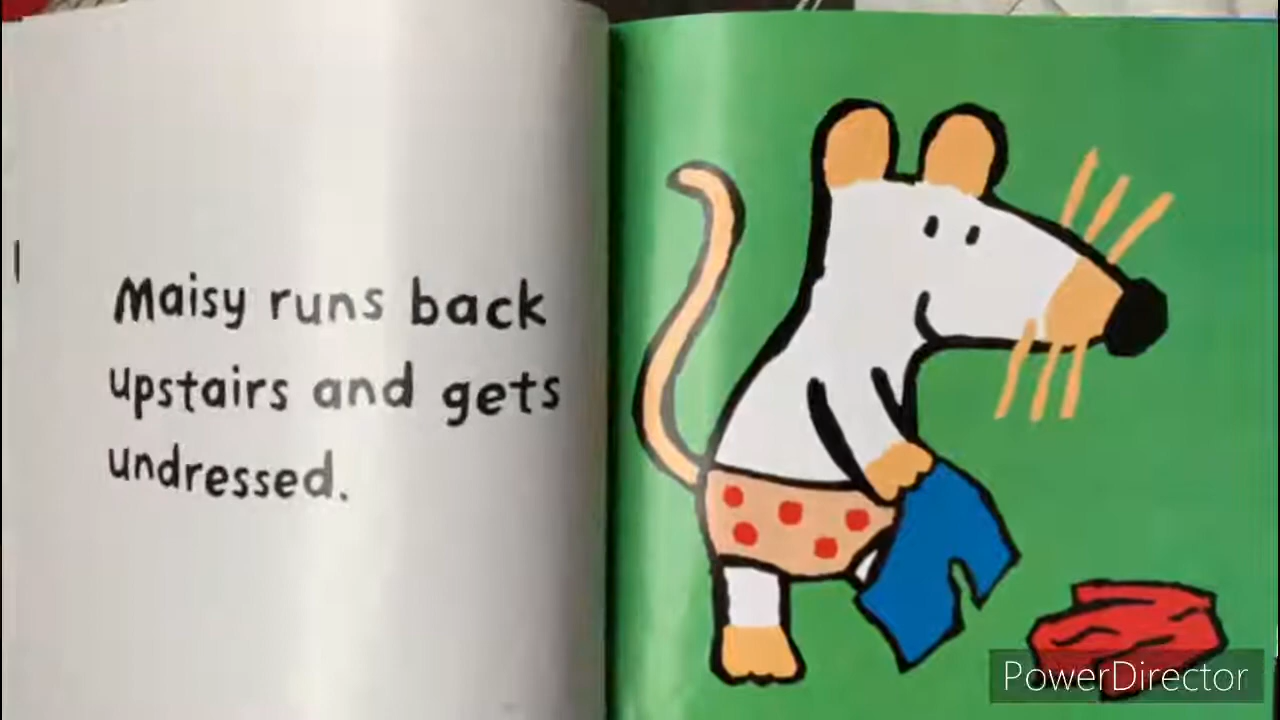 Maisy runs back
upstairs and gets
undressed.
PowerDirector